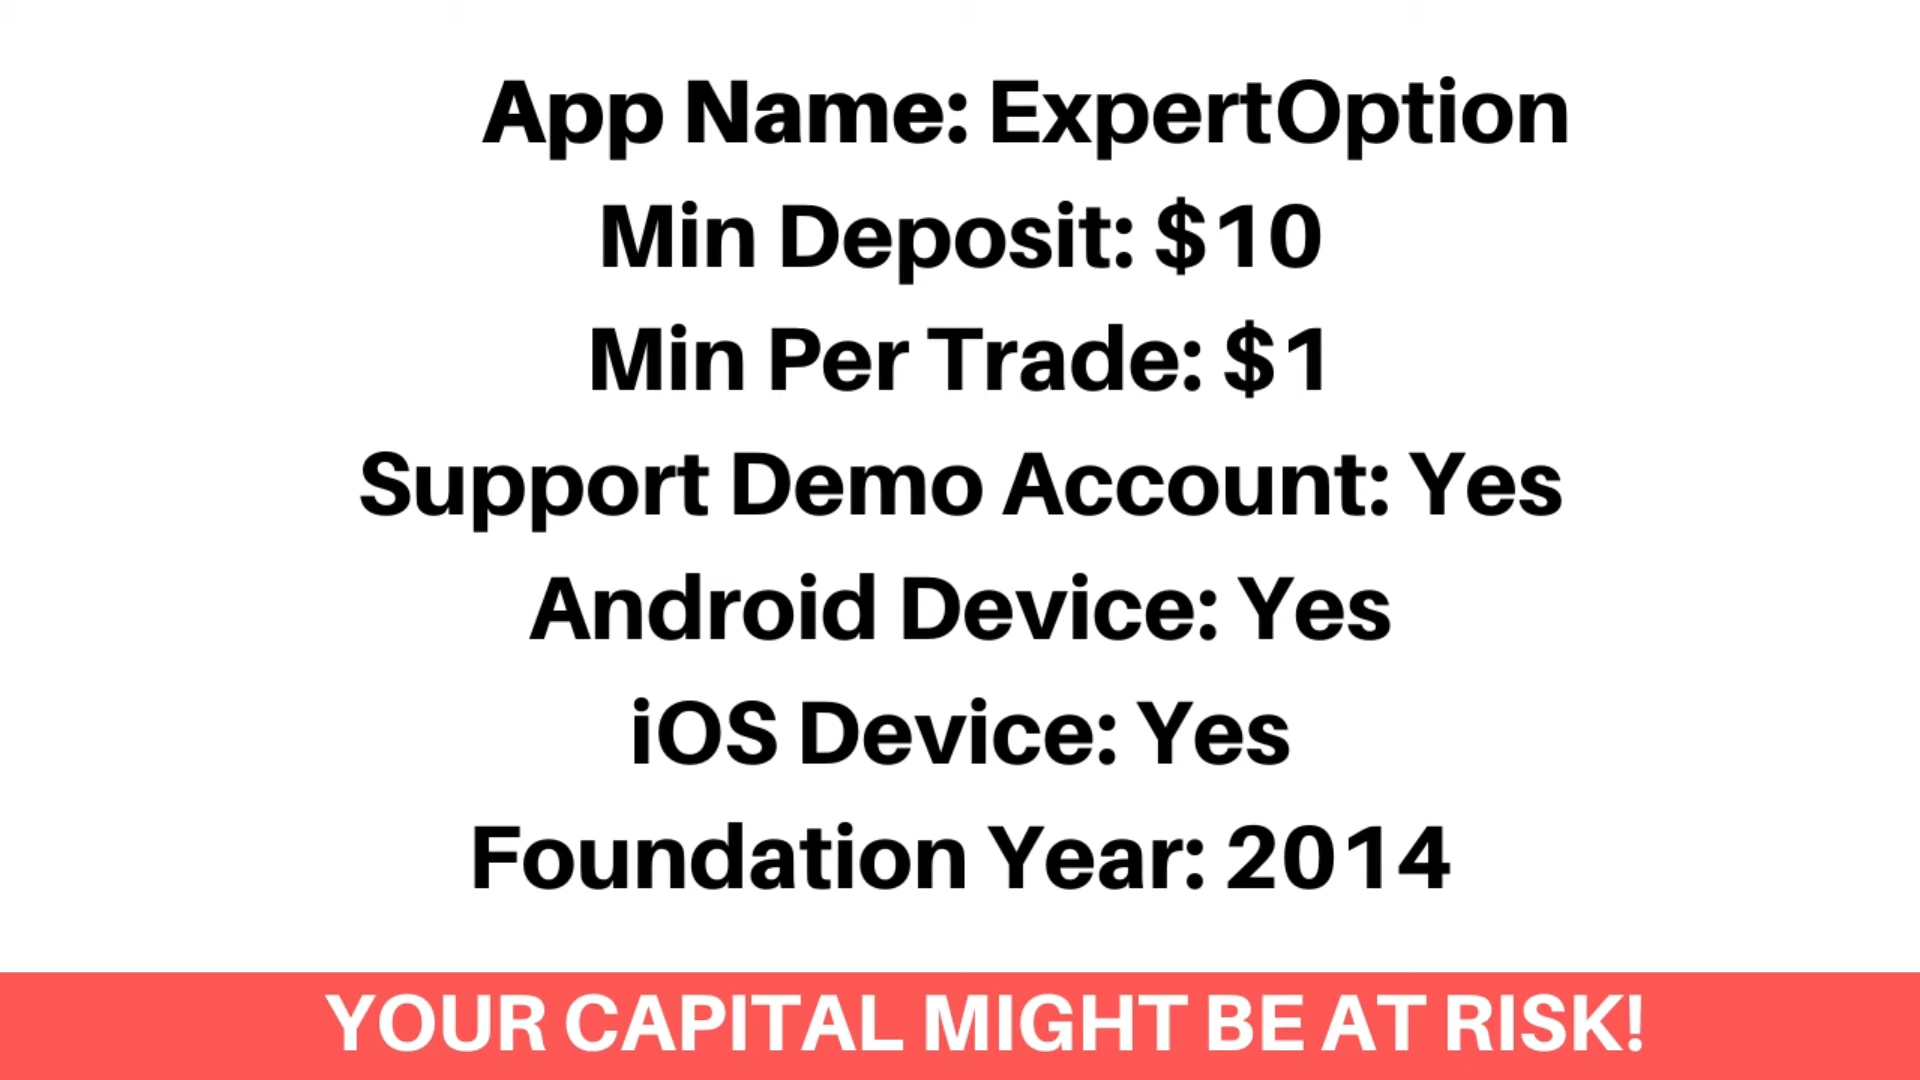 App Name: ExpertOption
Min Deposit: $10
Min Per Trade: $1
Support Demo Account: Yes
Android Device: Yes
iOS Device: Yes
Foundation Year: 2014
YOUR CAPITAL MIGHT BE AT RISK!